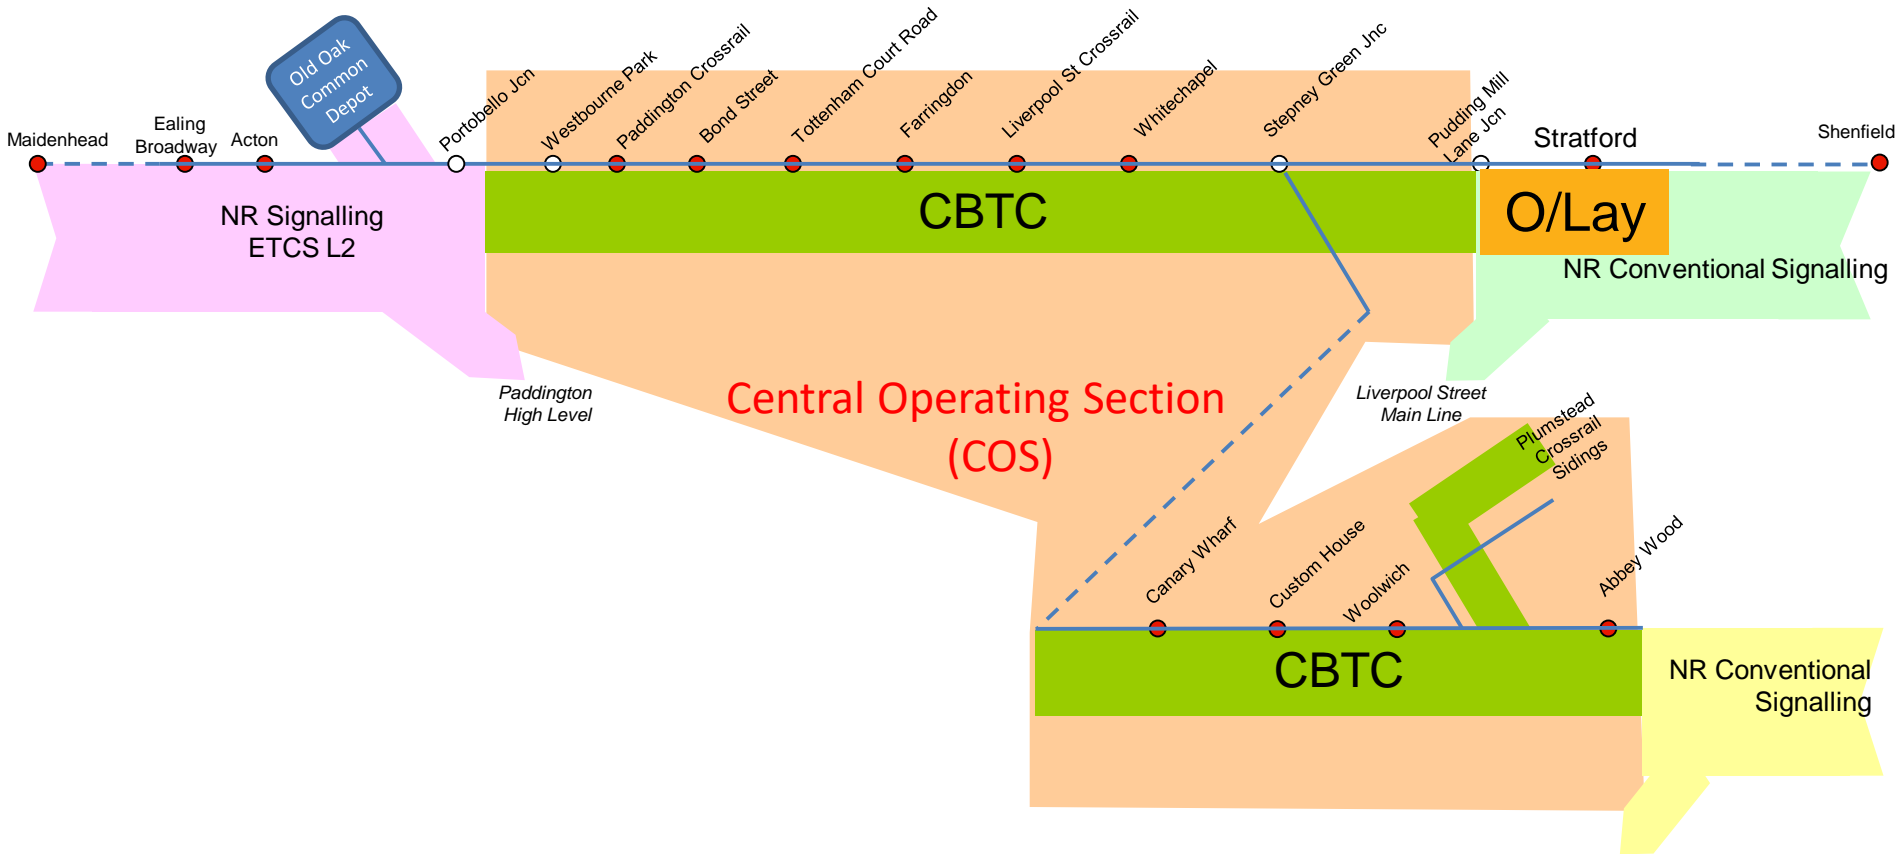 Old Oak
Common
Depot
Maidenhead
Ealing
Broadway
Acton
Portobello Jcn
Westbourne Park
Paddington Crossrail
Bond Street
Tottenham Court Road
Farringdon
Liverpool St Crossrail
Whitechapel
Stepney Green Jnc
Pudding Mill
Lane Jcn
Stratford
Shenfield
NR Signalling
ETCS L2
CBTC
O/Lay
NR Conventional Signalling
Paddington
High Level
Central Operating Section
(COS)
Liverpool Street
Main Line
Plumstead
Crossrail
Sidings
Canary Wharf
Custom House
Woolwich
Abbey Wood
CBTC
NR Conventional
Signalling